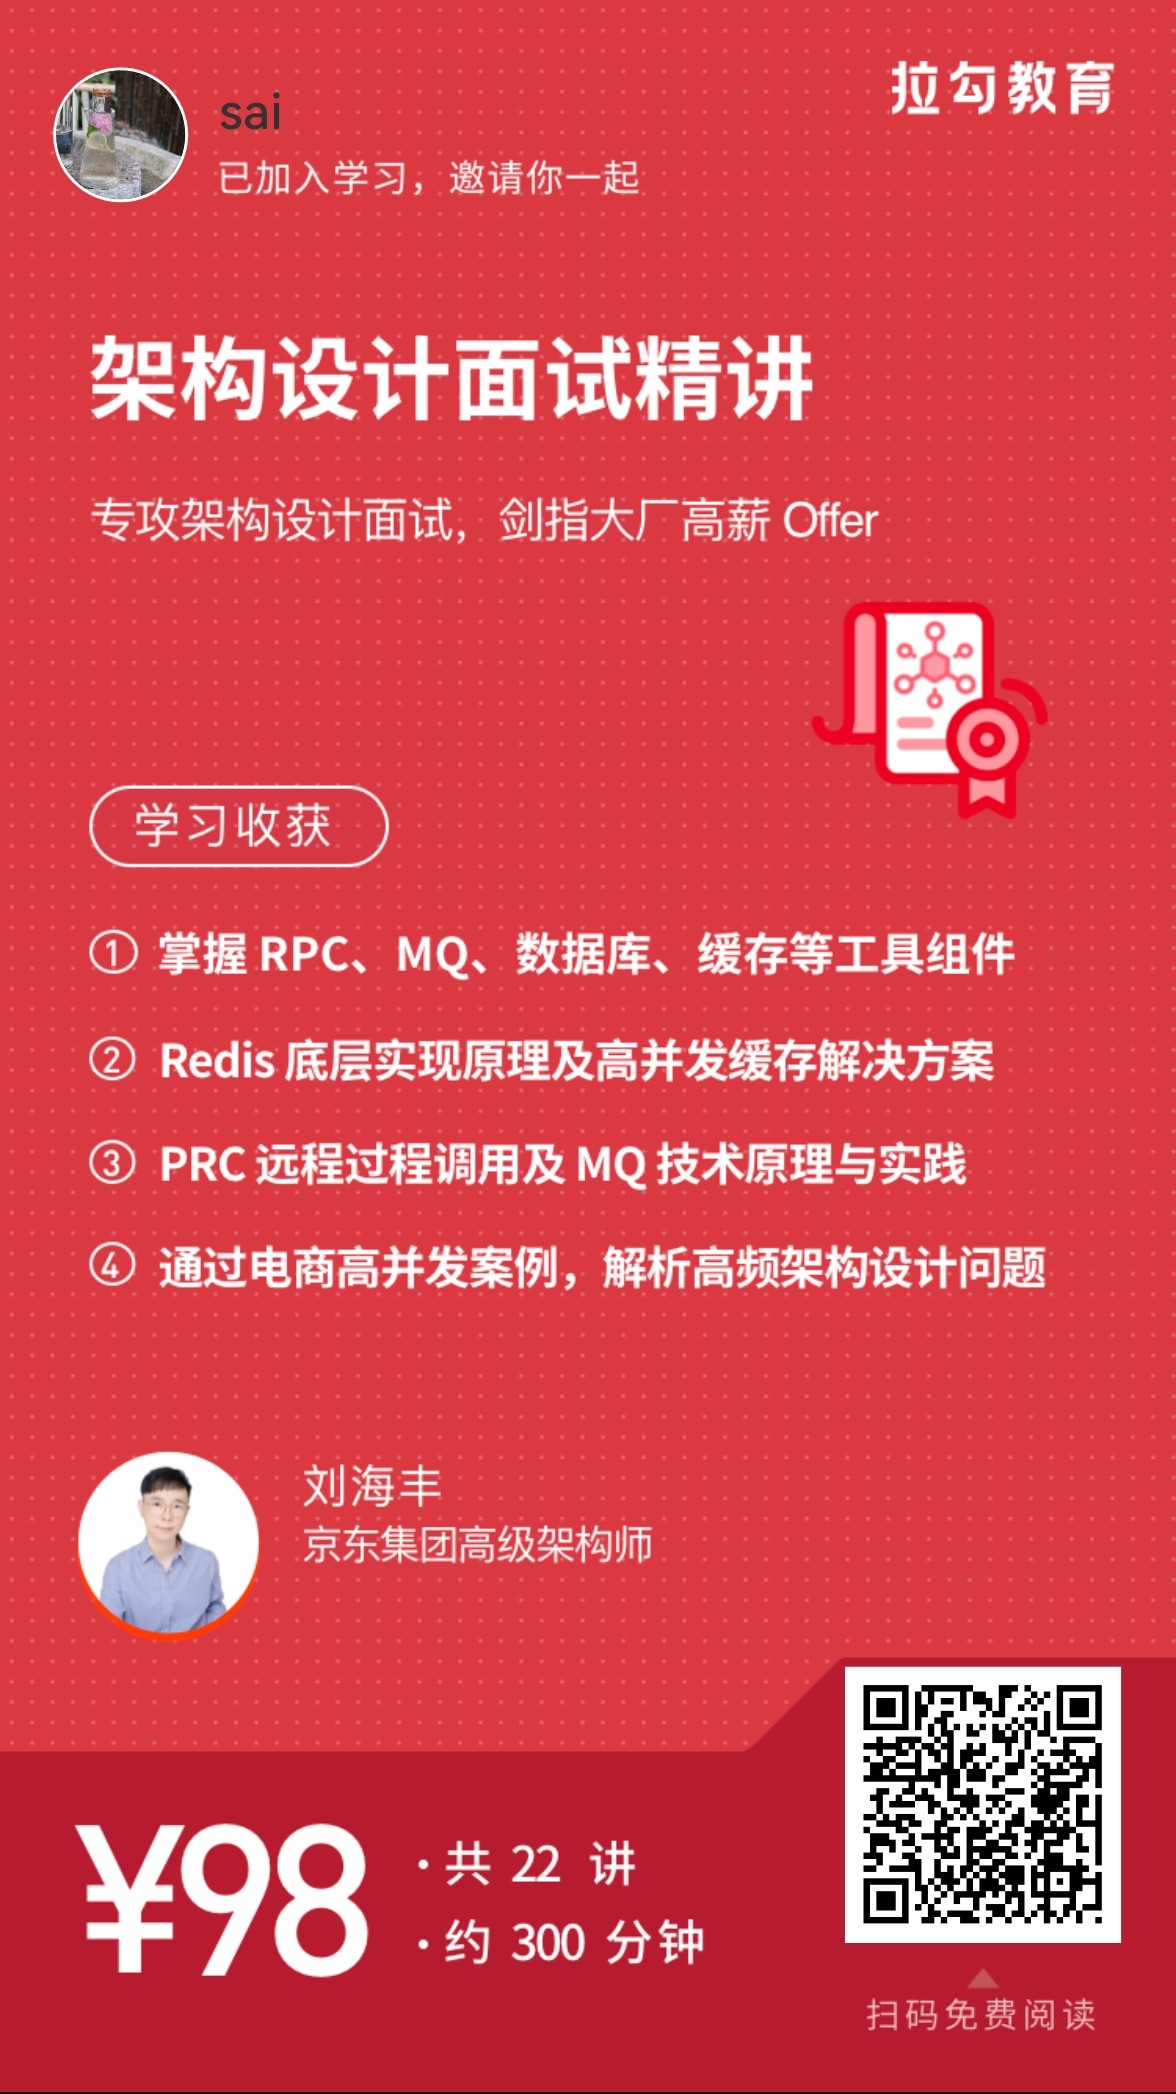 拉勾教育
sai
已加入学习，邀请你一起
架构设计面试精讲
专攻架构设计面试，剑指大厂高薪 Offer
学习收获
① 掌握 RPC、MQ、数据库、缓存等工具组件
② Redis 底层实现原理及高并发缓存解决方案
③ PRC 远程过程调用及 MQ 技术原理与实践
④ 通过电商高并发案例，解析高频架构设计问题
刘海丰
京东集团高级架构师
¥98
· 共 22 讲
· 约 300 分钟
扫码免费阅读